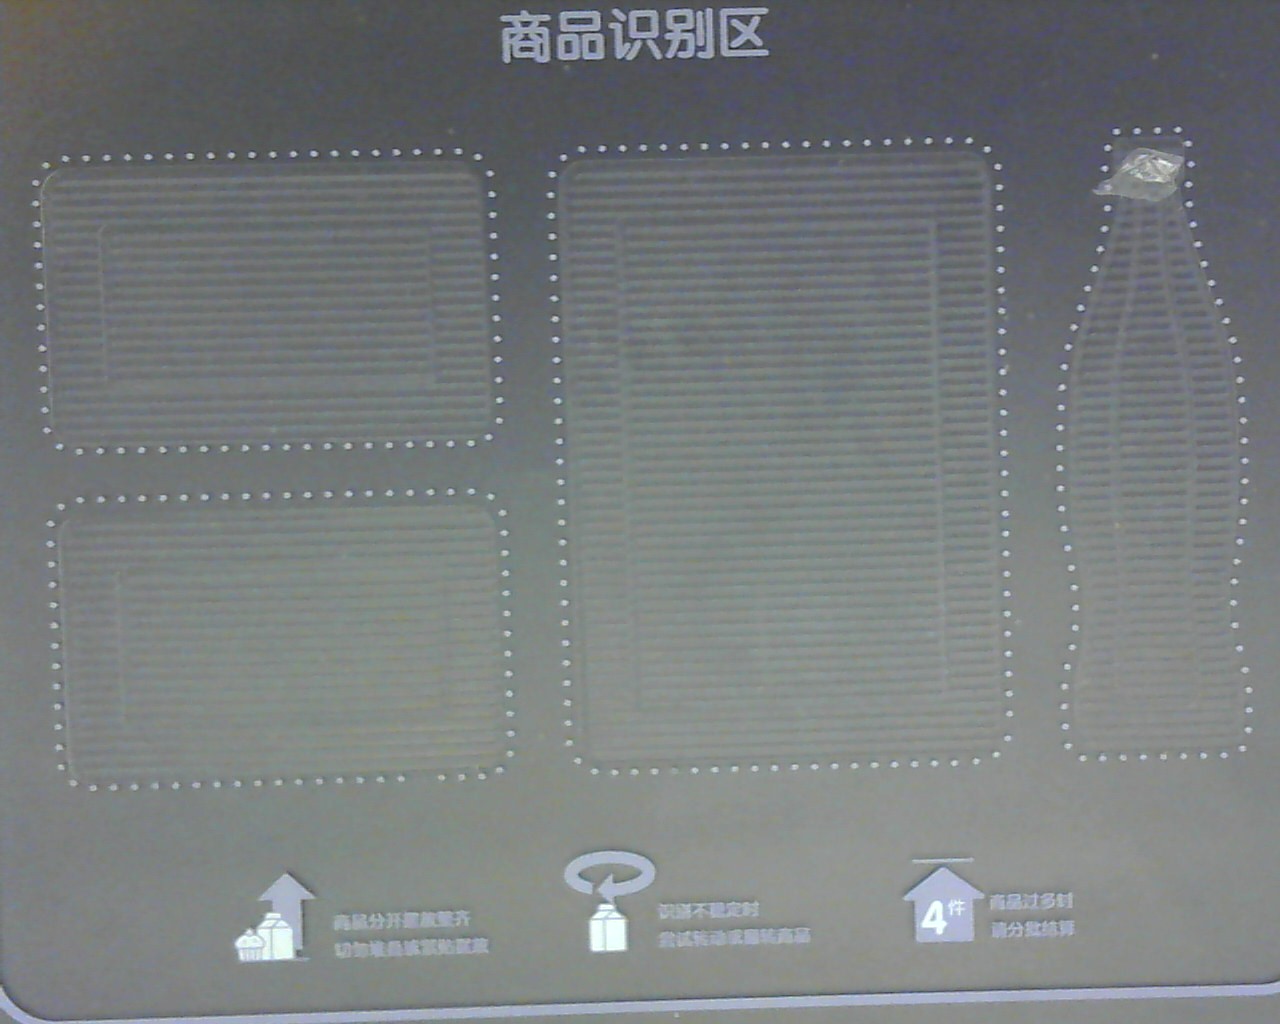 商品识别区
商品分开摆放整齐
切勿堆叠或紧贴摆放
识别不稳定时
尝试转动或翻转商品
4件
商品过多时
请分批结算